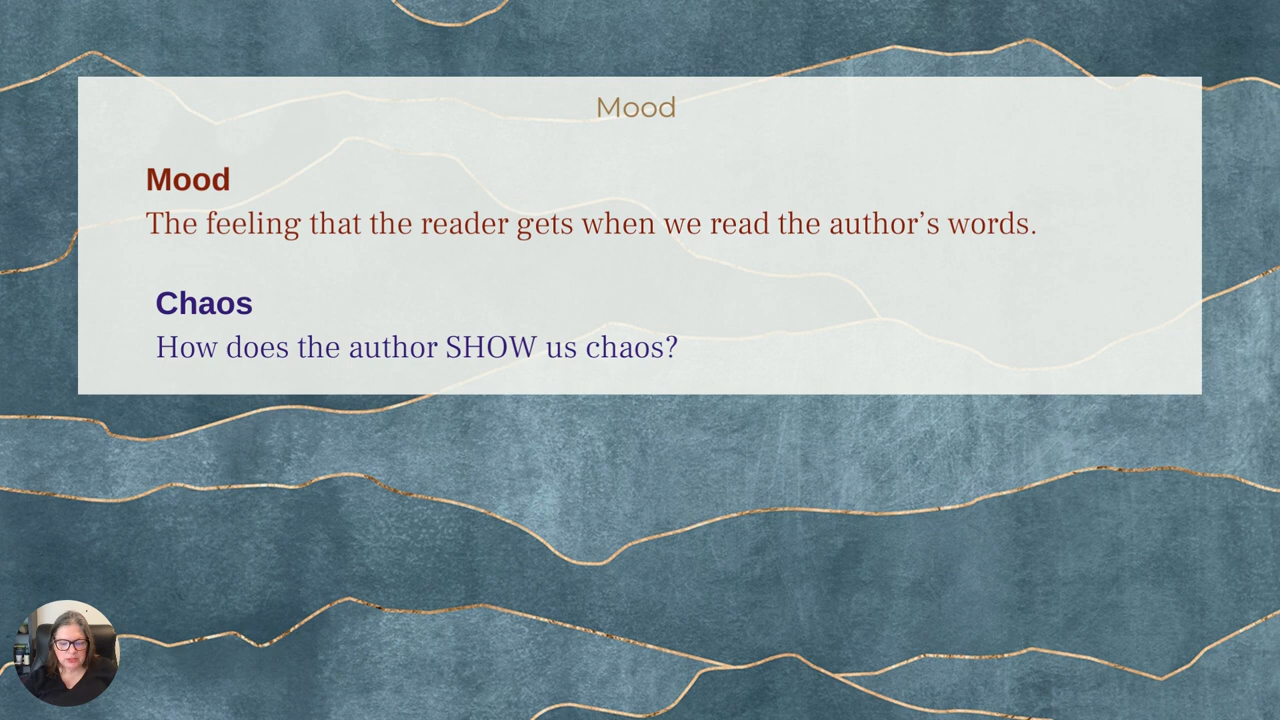 Mood
Mood
The feeling that the reader gets when we read the author’s words.
Chaos
How does the author SHOW us chaos?